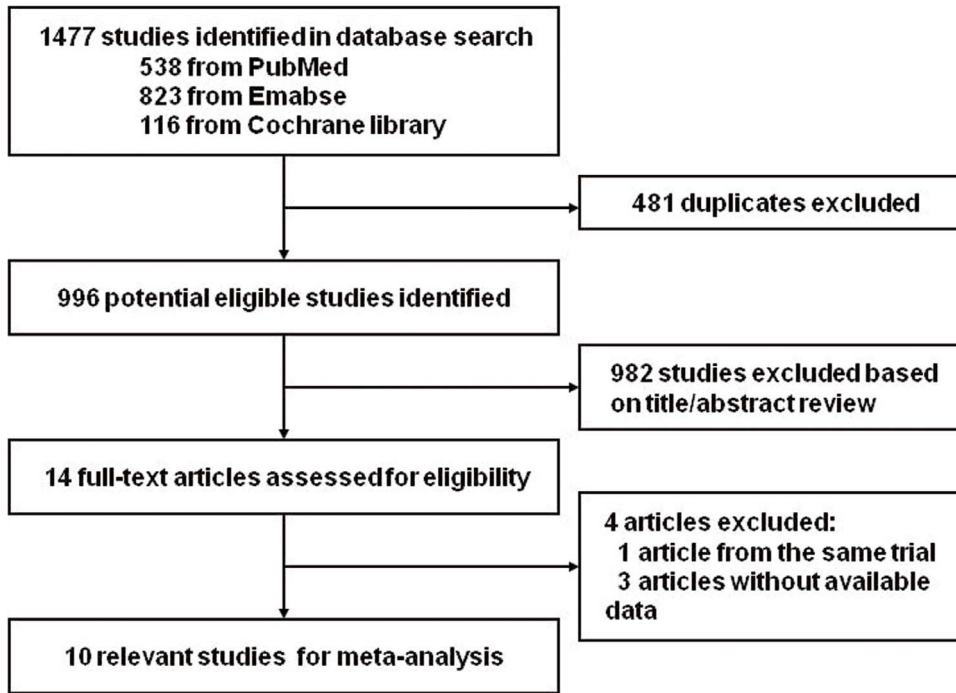 1477 studies identified in database search
538 from PubMed
823 from Emabse
116 from Cochrane library
481 duplicates excluded
996 potential eligible studies identified
982 studies excluded based
on title/abstract review
14 full-text articles assessed for eligibility
4 articles excluded:
1 article from the same trial
3 articles without available
data
10 relevant studies for meta-analysis